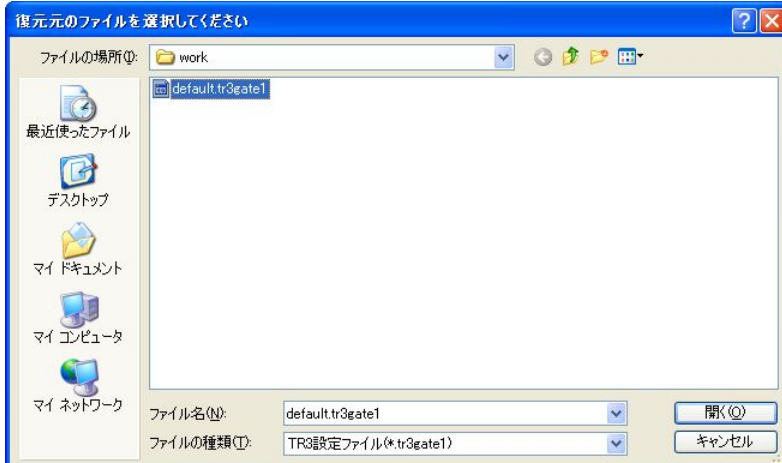 復元元のファイルを選択してください
ファイルの場所(I):
work
default.tr3gate1
最近使ったファイル
デスクトップ
マイ ドキュメント
マイ コンピュータ
マイ ネットワーク
ファイル名(N):
default.tr3gate1
開く(O)
ファイルの種類(T):
TR3設定ファイル(*.tr3gate1)
キャンセル